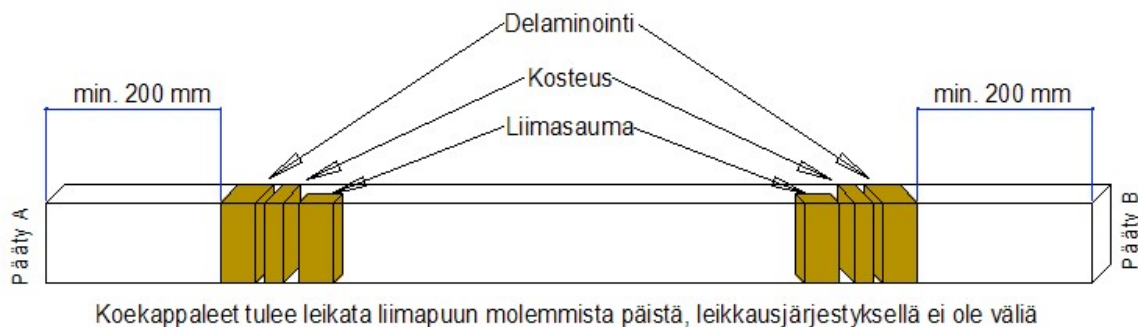 Delaminointi
Kosteus
min. 200 mm
min. 200 mm
Liimasauma
Pääty A
Pääty B
Koekappaleet tulee leikata liimapuun molemmista päistä, leikkausjärjestyksellä ei ole väliä